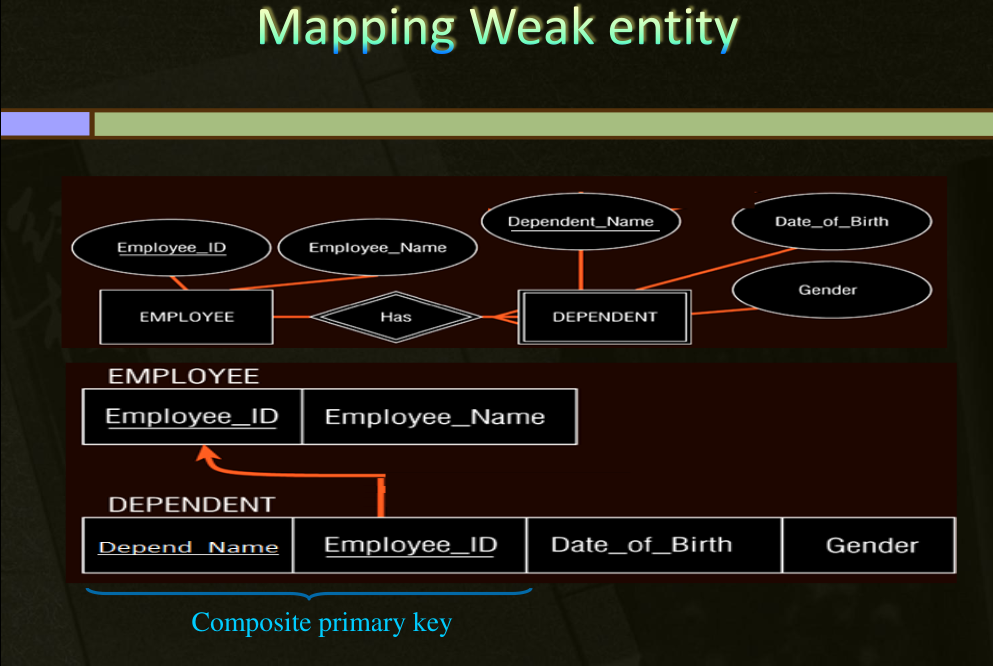 Mapping Weak entity
Employee_ID
Employee_Name
Dependent_Name
Date_of_Birth
Gender
EMPLOYEE
Has
DEPENDENT
EMPLOYEE
Employee_ID
Employee_Name
DEPENDENT
Depend_Name
Employee_ID
Date_of_Birth
Gender
Composite primary key